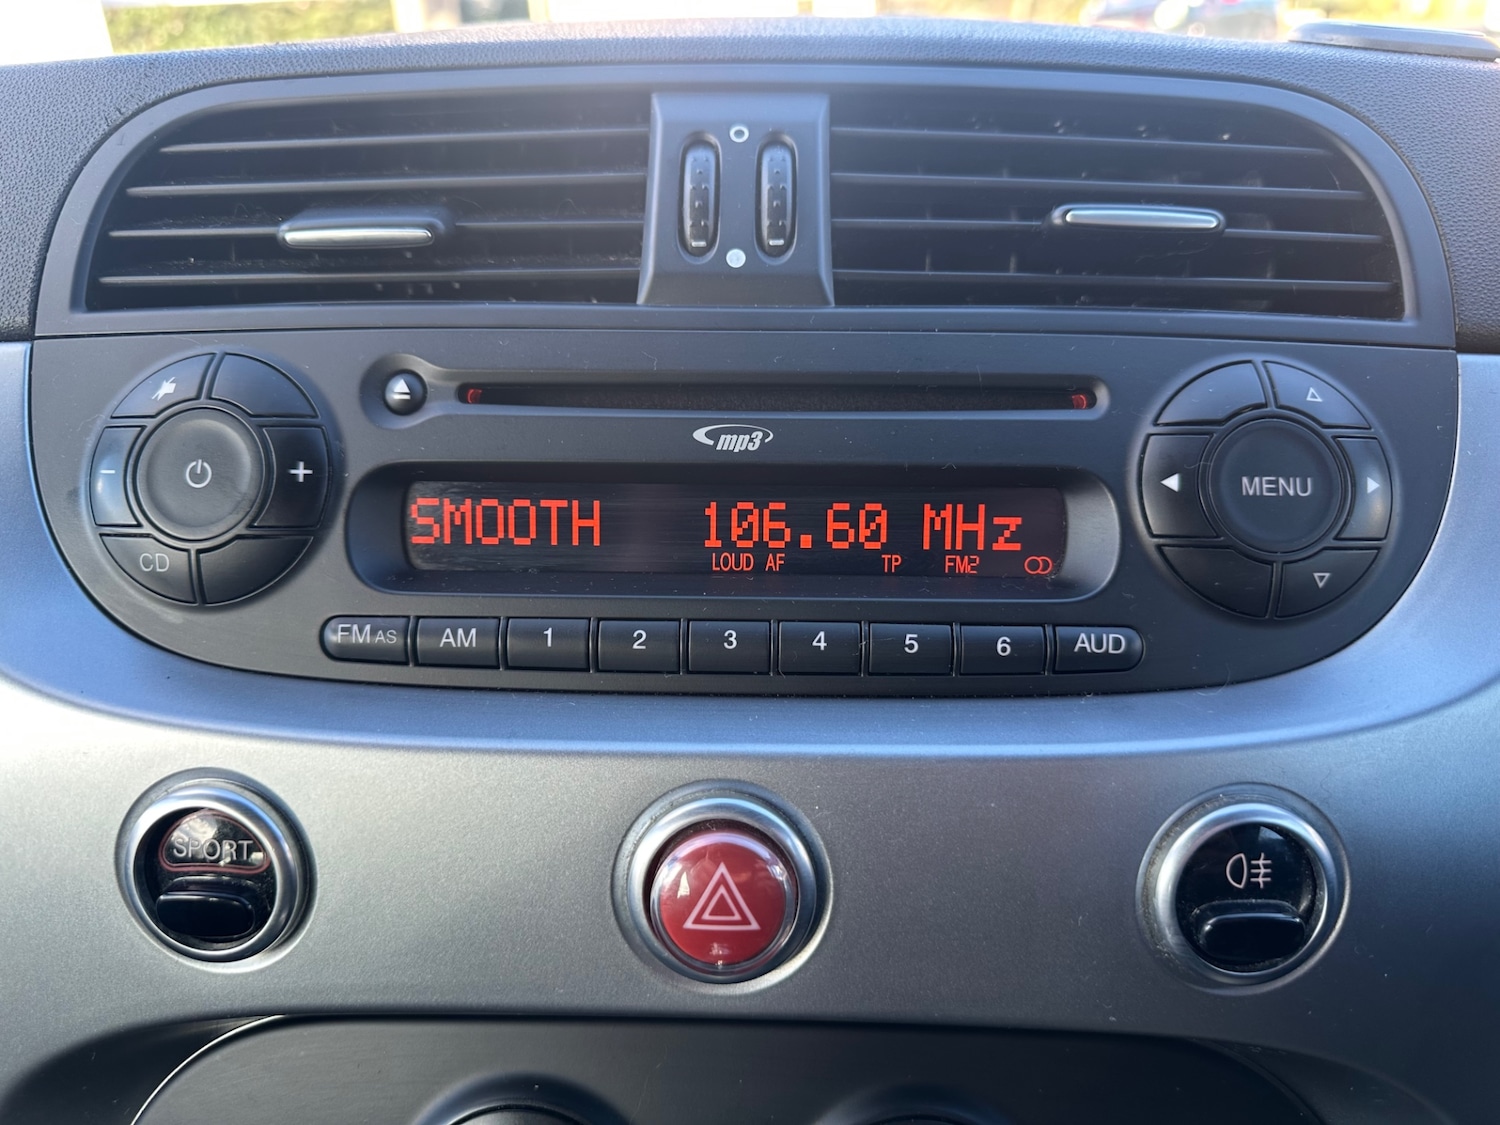 mp3
SMOOTH 106.60 MHz
LOUD AF TP FM2
MENU
CD
FM AS AM 1 2 3 4 5 6 AUD
SPORT